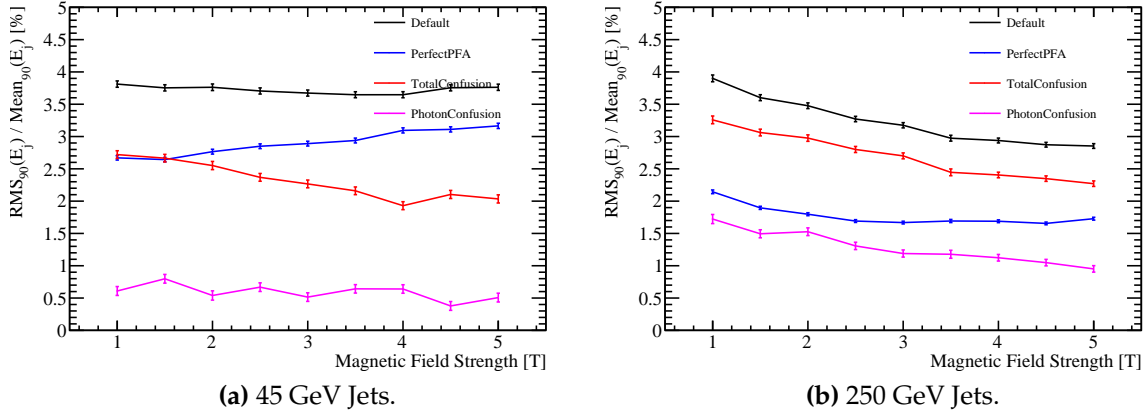 RMS90(Ej) / Mean90(Ej) [%]
5
4.5
4
3.5
3
2.5
2
1.5
1
0.5
0
Default
PerfectPFA
TotalConfusion
PhotonConfusion
1 2 3 4 5
Magnetic Field Strength [T]
(a) 45 GeV Jets.
RMS90(Ej) / Mean90(Ej) [%]
5
4.5
4
3.5
3
2.5
2
1.5
1
0.5
0
Default
PerfectPFA
TotalConfusion
PhotonConfusion
1 2 3 4 5
Magnetic Field Strength [T]
(b) 250 GeV Jets.